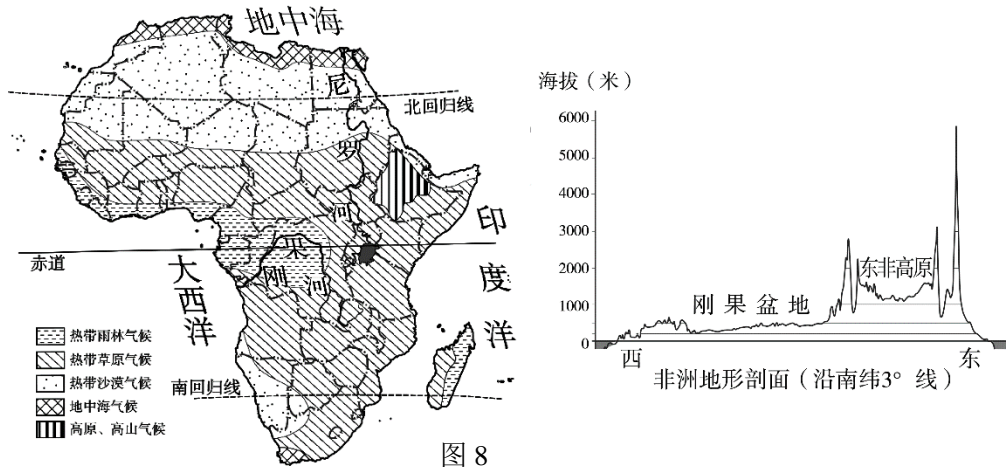 地中海
尼
罗
河
北回归线
印
度
洋
赤道
大
西
洋
刚
果
河
热带雨林气候
热带草原气候
热带沙漠气候
地中海气候
高原、高山气候
南回归线
图 8
海拔（米）
6000
5000
4000
3000
2000
1000
0
东非高原
刚果盆地
西
东
非洲地形剖面（沿南纬3° 线）